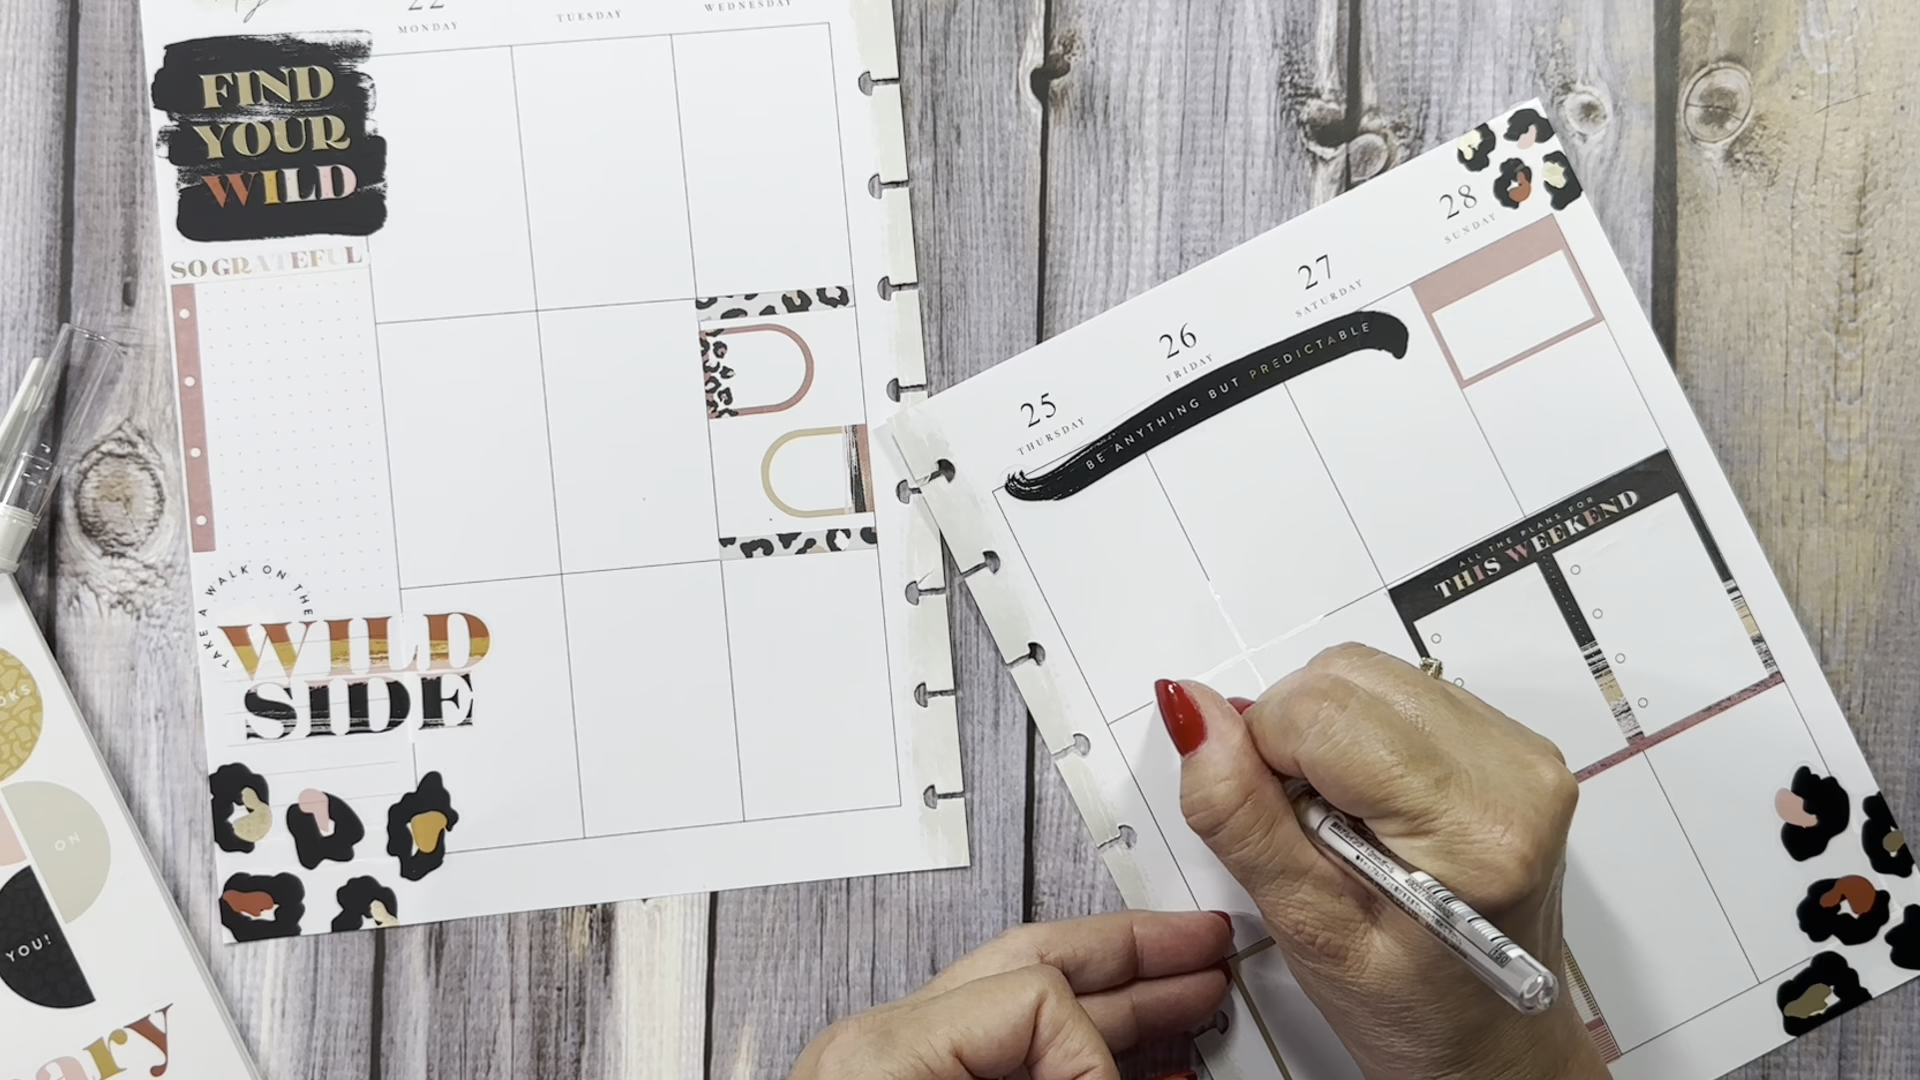 22
MONDAY
TUESDAY
WEDNESDAY
FIND
YOUR
WILD
SO GRATEFUL
TAKE A WALK ON THE
WILD
SIDE
ON
YOU!
ary
25
THURSDAY
26
FRIDAY
27
SATURDAY
28
SUNDAY
BE ANYTHING BUT PREDICTABLE
ALL THE PLANS FOR
THIS WEEKEND